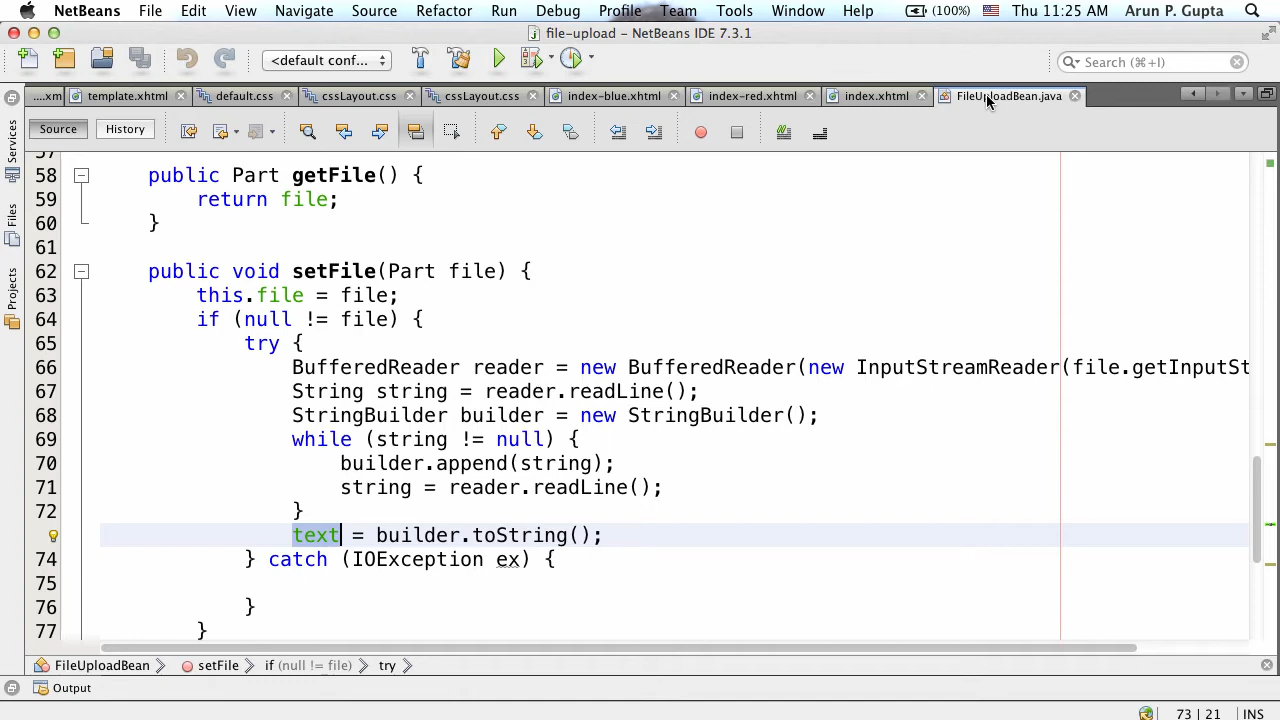 NetBeans File Edit View Navigate Source Refactor Run Debug Profile Team Tools Window Help (100%) Thu 11:25 AM Arun P. Gupta
file-upload – NetBeans IDE 7.3.1
<default conf... Search (⌘+I)
....xm template.xhtml default.css cssLayout.css cssLayout.css index-blue.xhtml index-red.xhtml index.xhtml FileUploadBean.java
Source History
Services
Files
Projects
57
58 public Part getFile() {
59 return file;
60 }
61
62 public void setFile(Part file) {
63 this.file = file;
64 if (null != file) {
65 try {
66 BufferedReader reader = new BufferedReader(new InputStreamReader(file.getInputSt
67 String string = reader.readLine();
68 StringBuilder builder = new StringBuilder();
69 while (string != null) {
70 builder.append(string);
71 string = reader.readLine();
72 }
text = builder.toString();
74 } catch (IOException ex) {
75
76 }
77 }
FileUploadBean setFile if (null != file) try
Output
73 | 21 INS